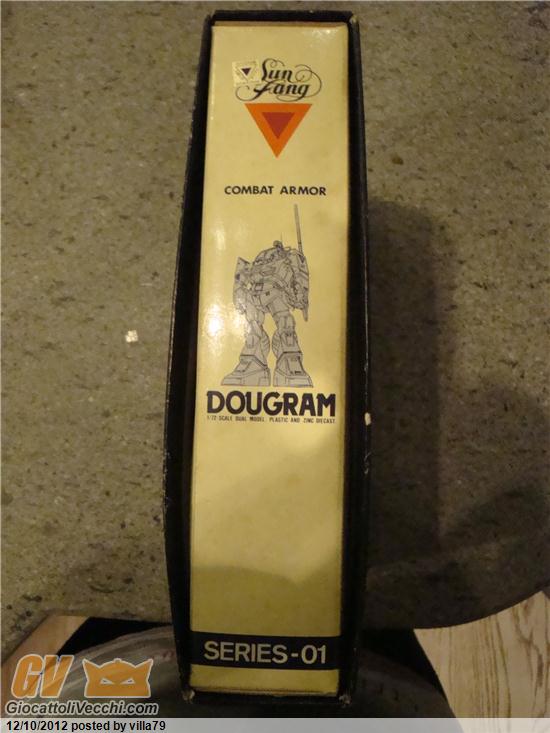 Sun
Fang
COMBAT ARMOR
DOUGRAM
1/72 SCALE DUAL MODEL. PLASTIC AND ZINC DIECAST.
SERIES-01
GV
GiocattoliVecchi.com
12/10/2012 posted by villa79